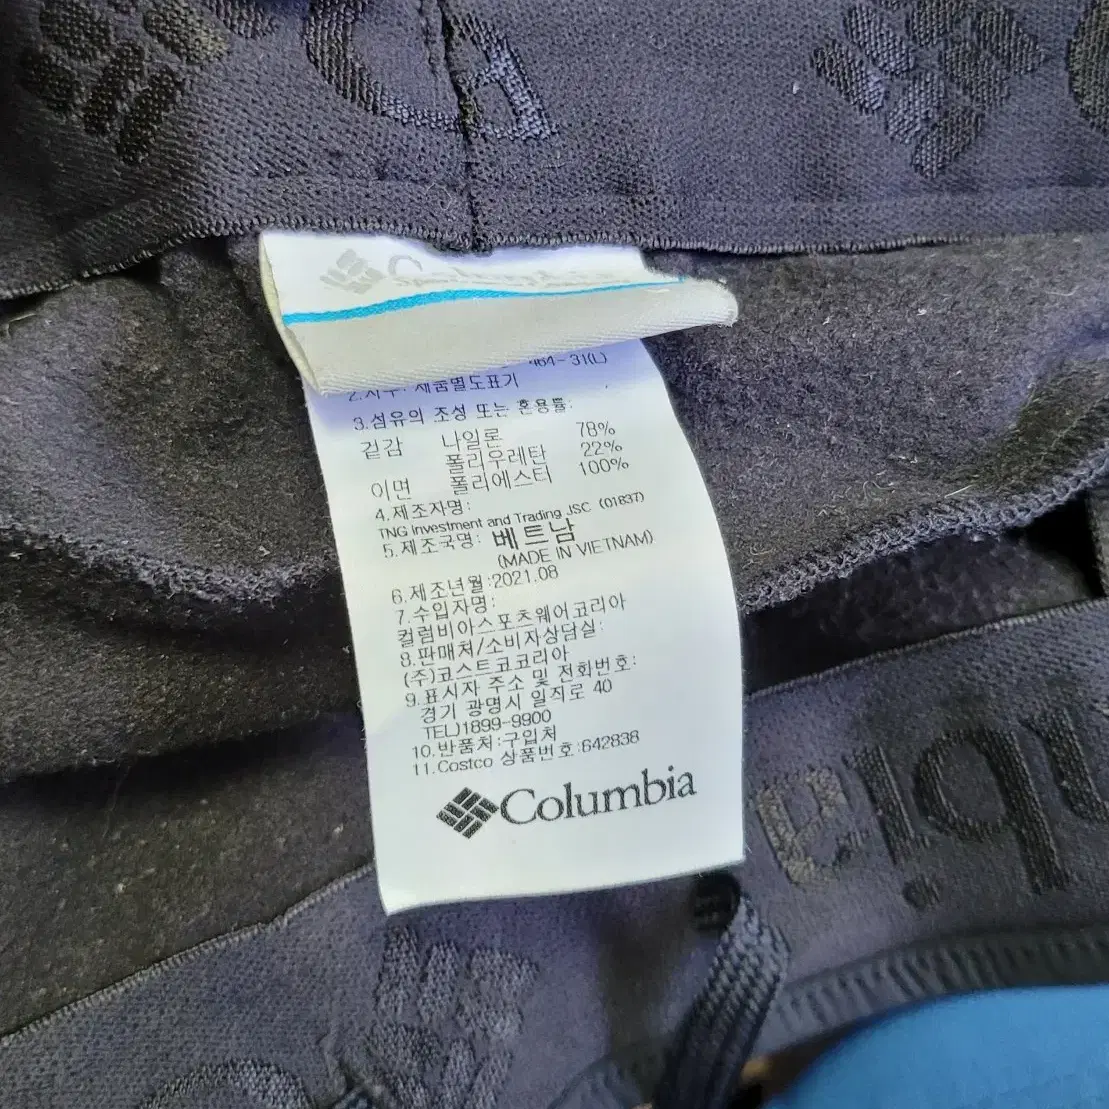 464-31(L)
2.치수: 제품별도표기
3.섬유의 조성 또는 혼용률:
겉감 나일론 78%
폴리우레탄 22%
이면 폴리에스터 100%
4.제조자명:
TNG Investment and Trading JSC (01837)
5.제조국명: 베트남
(MADE IN VIETNAM)
6.제조년월:2021.08
7.수입자명:
컬럼비아스포츠웨어코리아
8.판매처/소비자상담실:
(주)코스트코코리아
9.표시자 주소 및 전화번호:
경기 광명시 일직로 40
TEL)1899-9900
10.반품처:구입처
11.Costco 상품번호:642838
Columbia